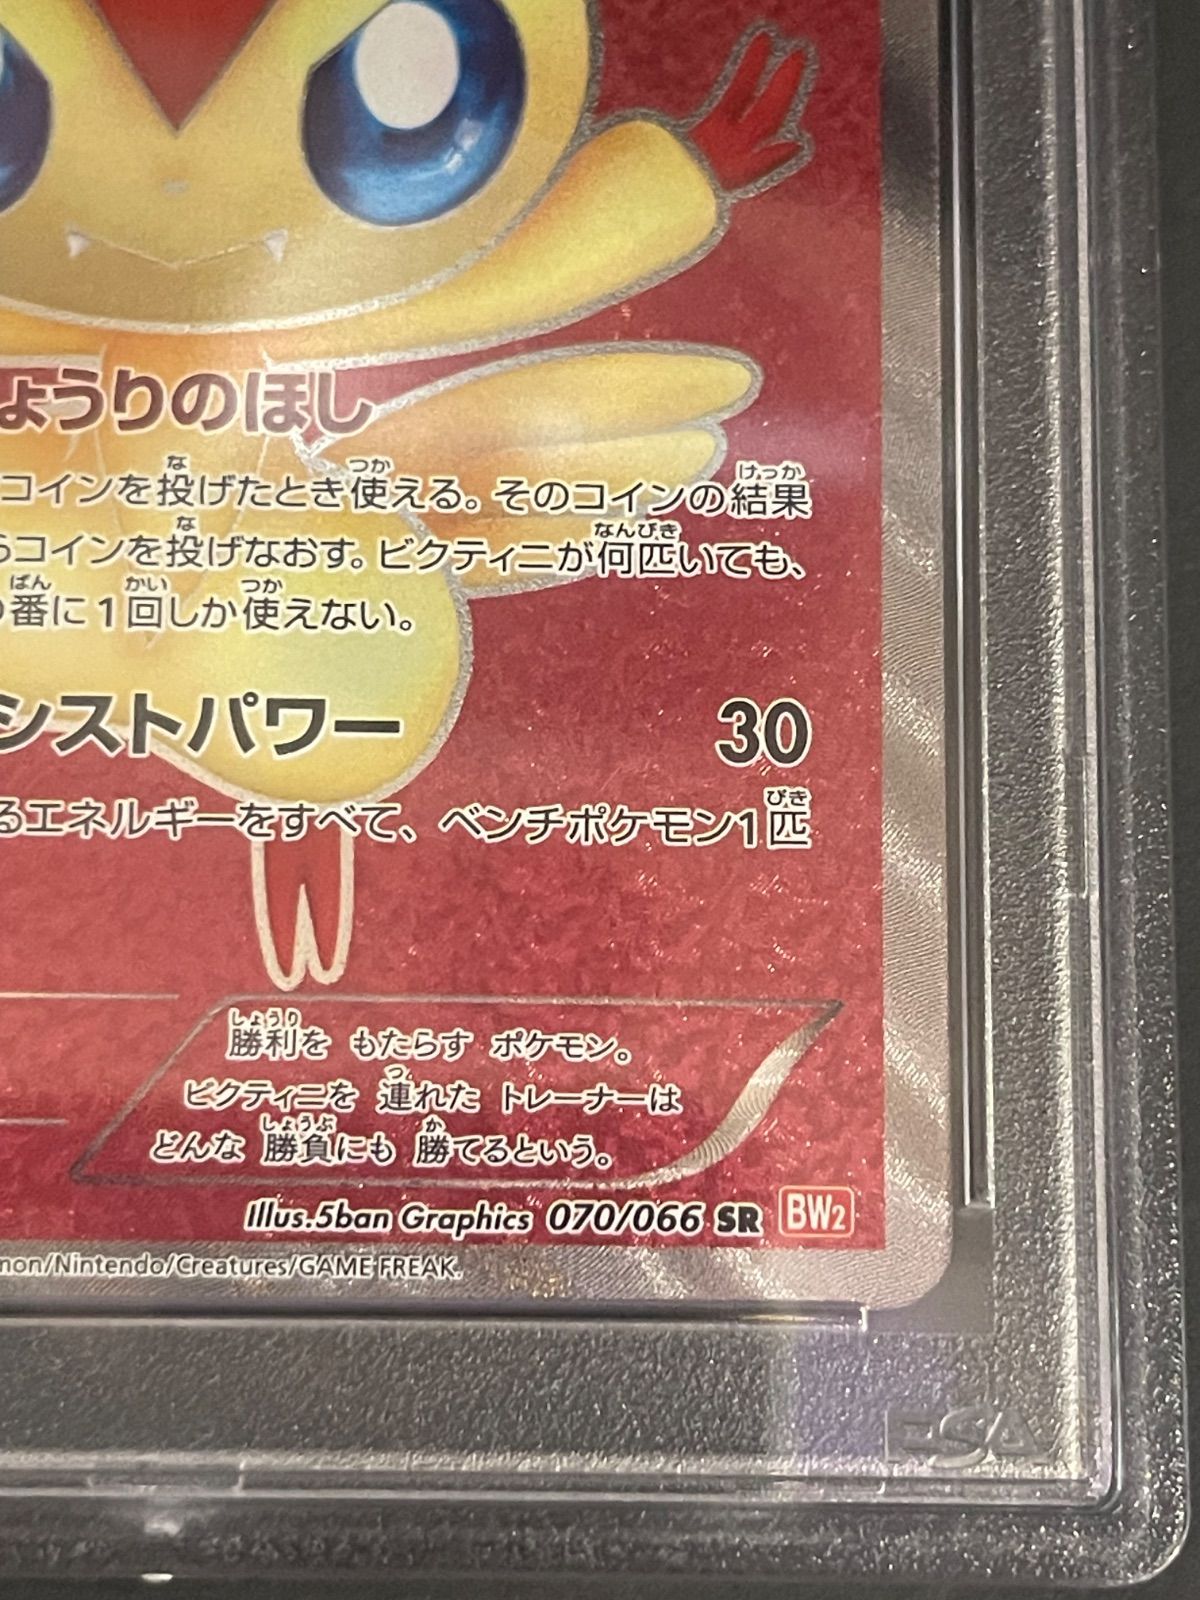 ょうりのほし
コインを投げたとき使える。そのコインの結果
らコインを投げなおす。ビクティニが何匹いても、
の番に1回しか使えない。
シストパワー 30
るエネルギーをすべて、ベンチポケモン1匹
勝利を もたらす ポケモン。
ビクティニを 連れた トレーナーは
どんな 勝負にも 勝てるという。
Illus.5ban Graphics 070/066 SR BW2
mon/Nintendo/Creatures/GAME FREAK.